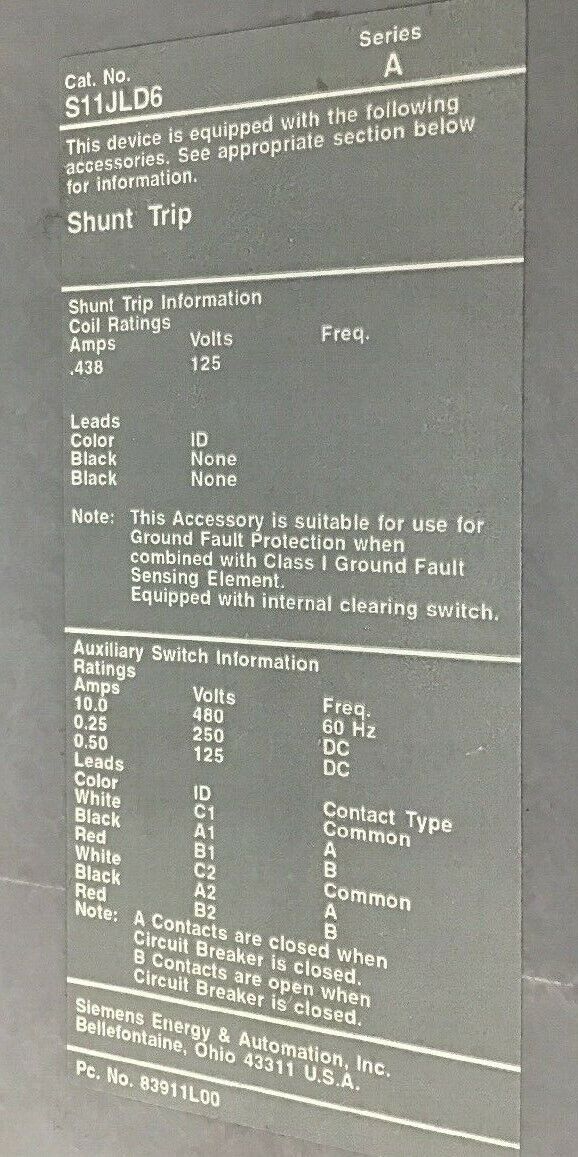 Cat. No. Series
S11JLD6 A
This device is equipped with the following
accessories. See appropriate section below
for information.
Shunt Trip
Shunt Trip Information
Coil Ratings
Amps Volts Freq.
.438 125
Leads
Color ID
Black None
Black None
Note: This Accessory is suitable for use for
Ground Fault Protection when
combined with Class I Ground Fault
Sensing Element.
Equipped with internal clearing switch.
Auxiliary Switch Information
Ratings
Amps Volts Freq.
10.0 480 60 Hz
0.25 250 DC
0.50 125 DC
Leads
Color ID Contact Type
White C1 Common
Black A1 A
Red B1 B
White C2 Common
Black A2 A
Red B2 B
Note: A Contacts are closed when
Circuit Breaker is closed.
B Contacts are open when
Circuit Breaker is closed.
Siemens Energy & Automation, Inc.
Bellefontaine, Ohio 43311 U.S.A.
Pc. No. 83911L00